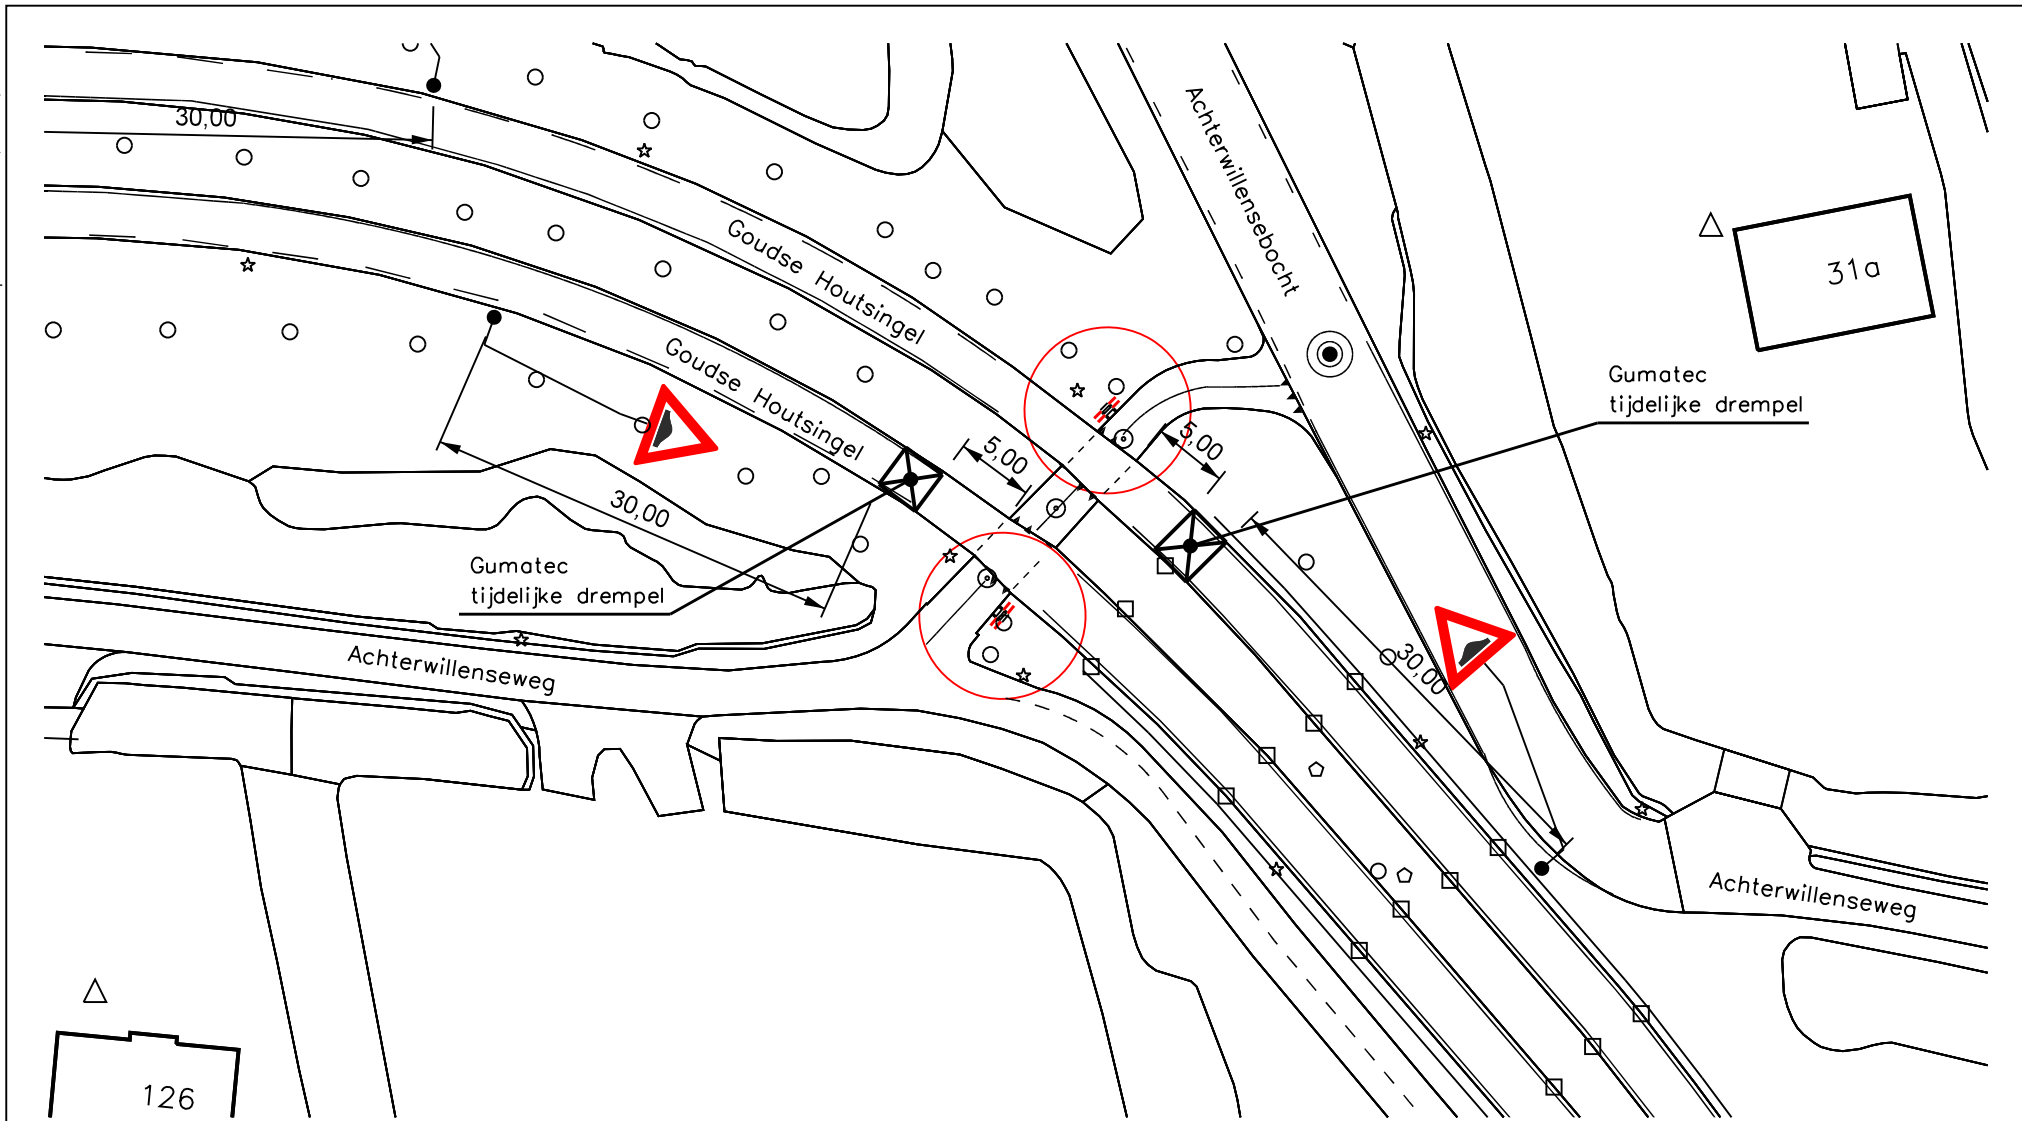 30,00
Achterwillensebocht
Goudse Houtsingel
31a
Goudse Houtsingel
Gumatec
tijdelijke drempel
5,00
5,00
30,00
Gumatec
tijdelijke drempel
30,00
Achterwillenseweg
Achterwillenseweg
126